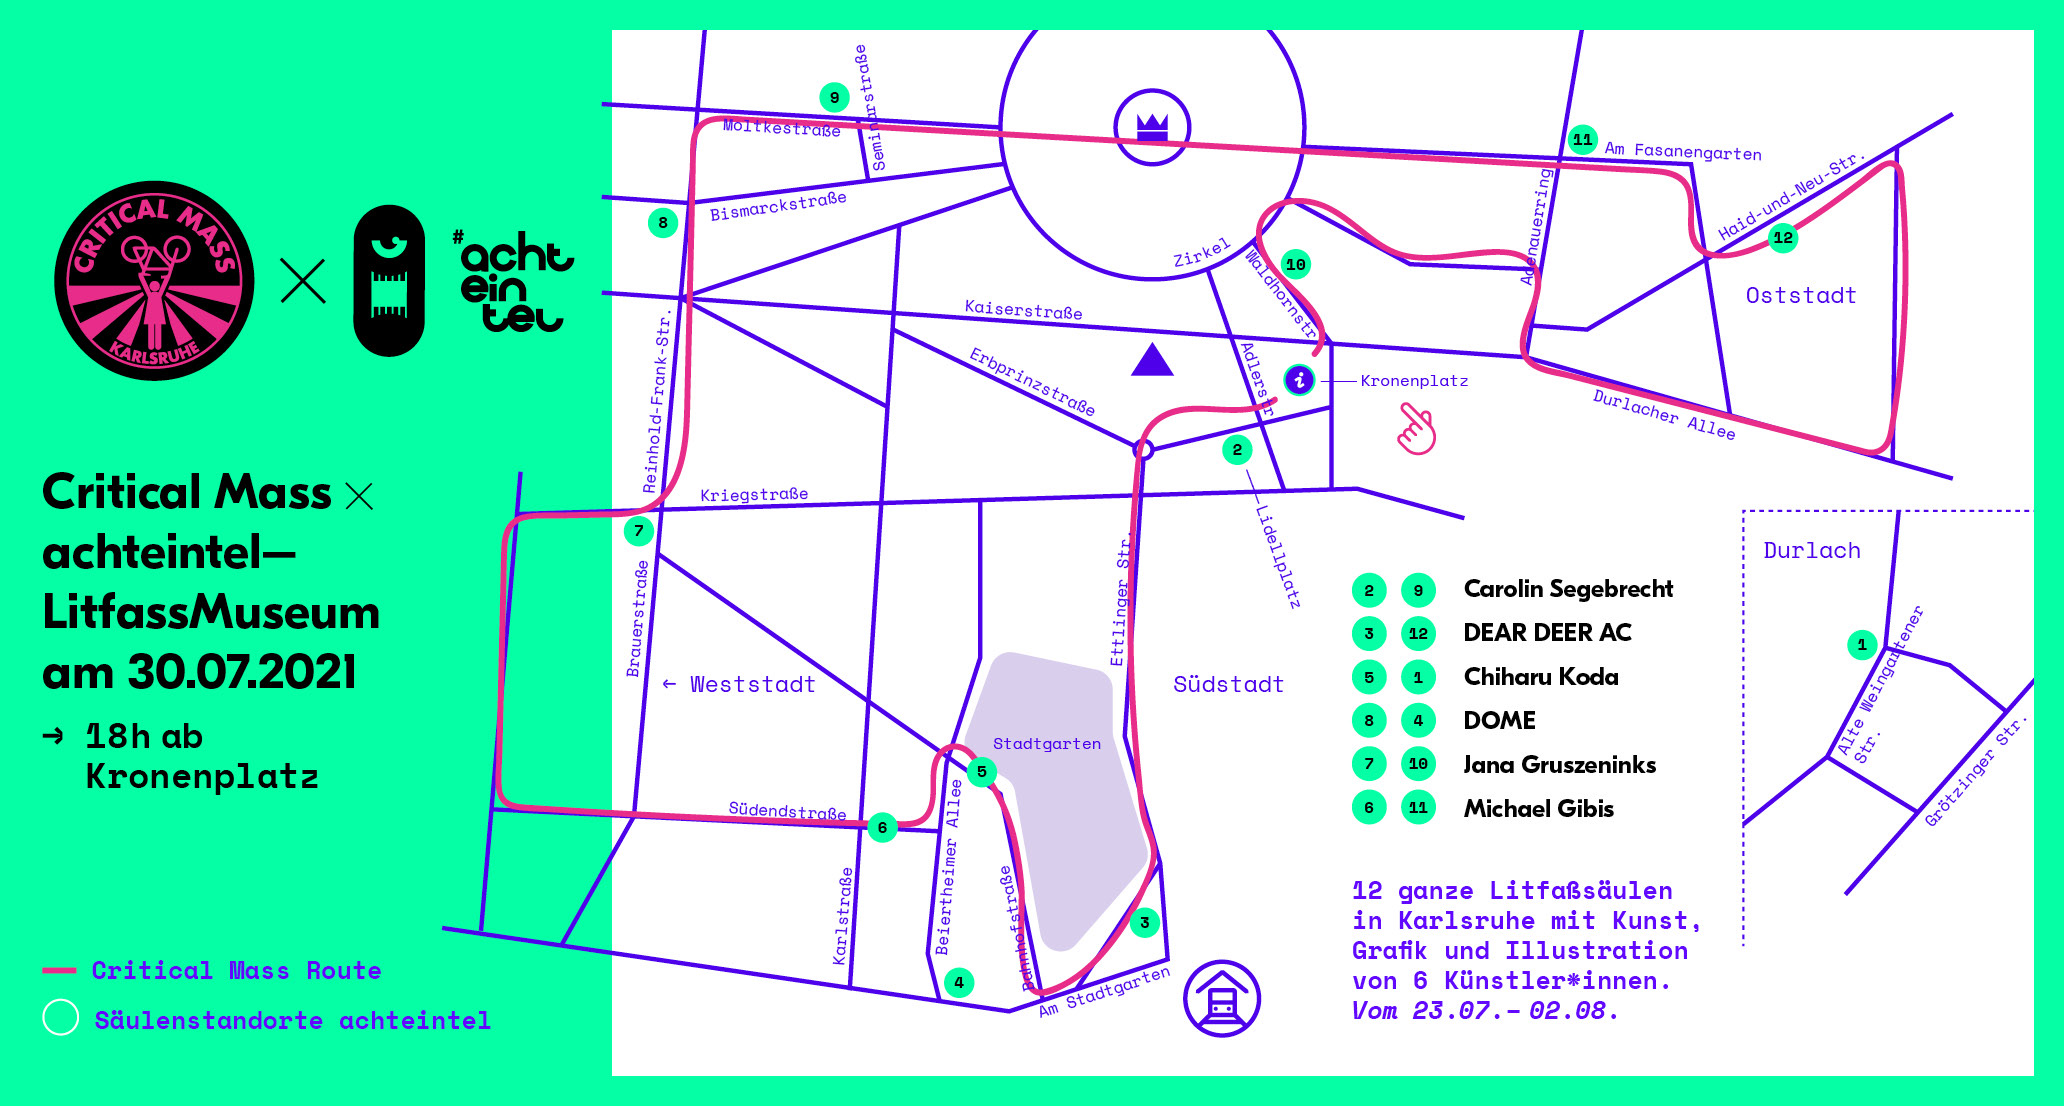 CRITICAL MASS
KARLSRUHE
#acht
ein
tel
Critical Mass ×
achteintel–
LitfassMuseum
am 30.07.2021
→ 18h ab
Kronenplatz
Critical Mass Route
Säulenstandorte achteintel
9
Seminarstraße
Moltkestraße
8
Bismarckstraße
11
Am Fasanengarten
Haid-und-Neu-Str.
12
Adenauerring
Oststadt
Zirkel
10
Waldhornstr.
Kaiserstraße
Erbprinzstraße
Adlerstr.
i
Kronenplatz
Durlacher Allee
Reinhold-Frank-Str.
2
Kriegstraße
7
Lidellplatz
Brauerstraße
Ettlinger Str.
← Weststadt
Südstadt
Stadtgarten
5
Südendstraße
6
Beiertheimer Allee
Karlstraße
Bahnhofstraße
3
4
Am Stadtgarten
Durlach
1
Alte Weingartener
Str.
Grötzinger Str.
2 9 Carolin Segebrecht
3 12 DEAR DEER AC
5 1 Chiharu Koda
8 4 DOME
7 10 Jana Gruszeninks
6 11 Michael Gibis
12 ganze Litfaßsäulen
in Karlsruhe mit Kunst,
Grafik und Illustration
von 6 Künstler*innen.
Vom 23.07.– 02.08.